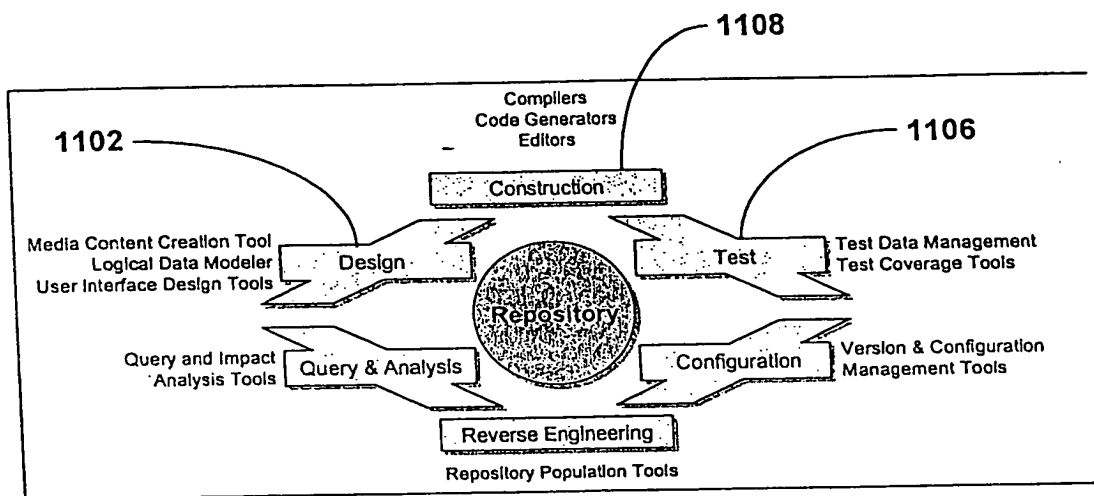 1108
Compilers
Code Generators
Editors
1102
1106
Construction
Media Content Creation Tool
Logical Data Modeler
User Interface Design Tools
Design
Test
Test Data Management
Test Coverage Tools
Repository
Query and Impact
Analysis Tools
Query & Analysis
Configuration
Version & Configuration
Management Tools
Reverse Engineering
Repository Population Tools